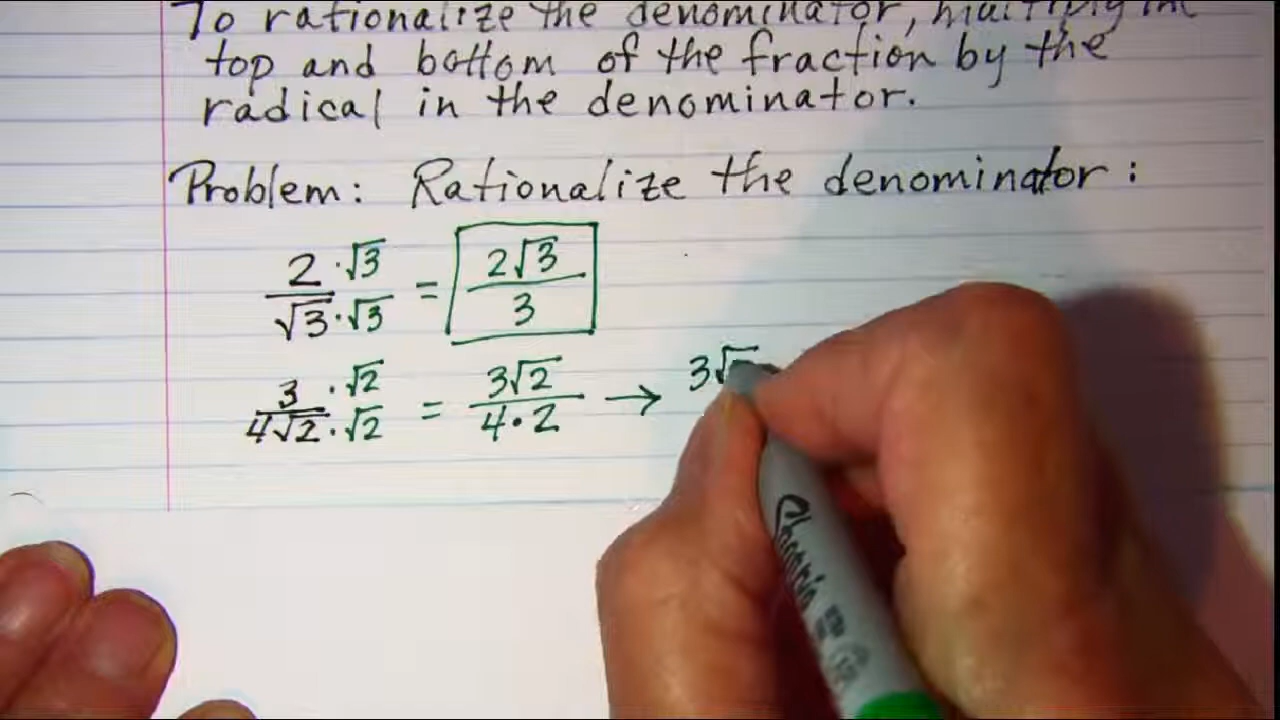 To rationalize the denominator, multiply the
top and bottom of the fraction by the
radical in the denominator.
Problem: Rationalize the denominator:
2·√3 / √3·√3 = 2√3 / 3
3·√2 / 4√2·√2 = 3√2 / 4·2 → 3√
Sharpie